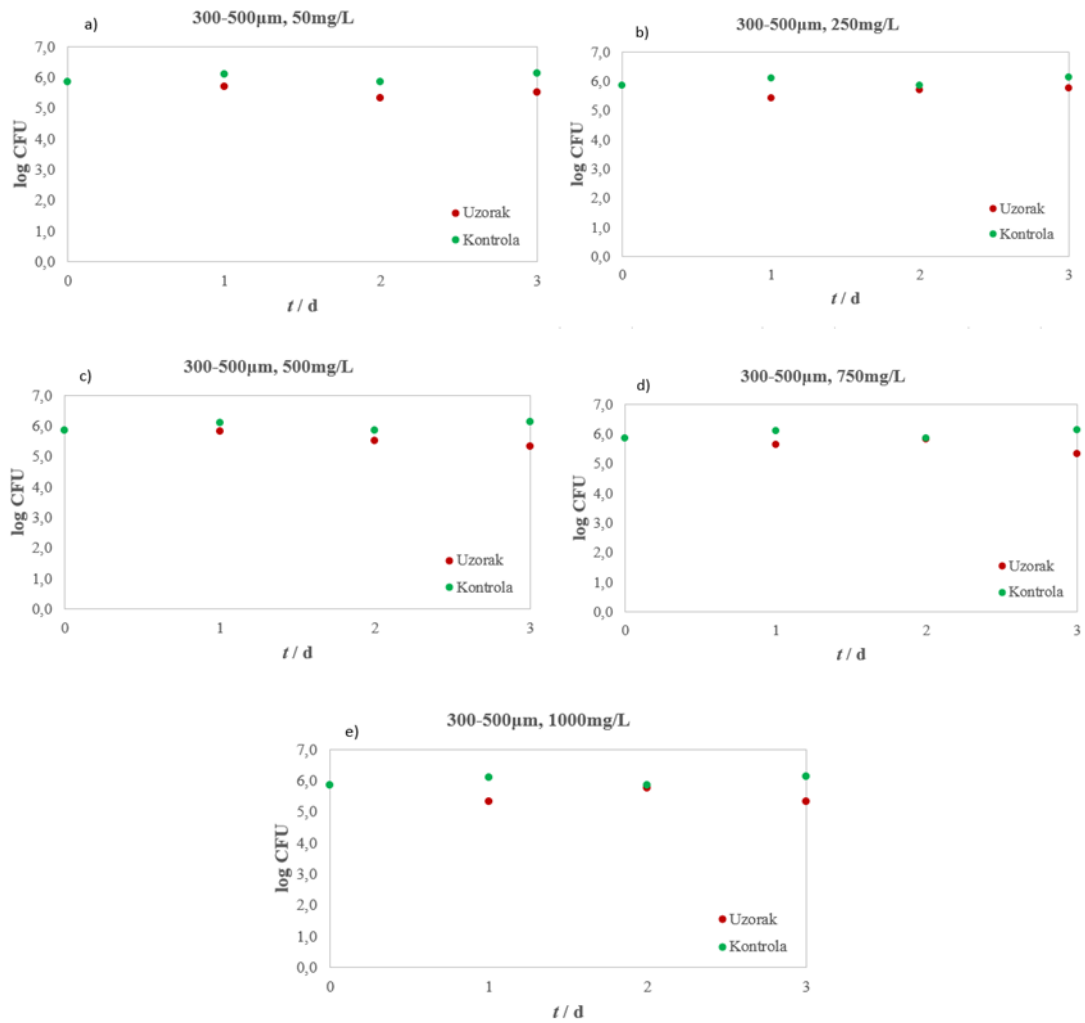 a)
300-500µm, 50mg/L
7,0
6,0
5,0
4,0
3,0
2,0
1,0
0,0
log CFU
0 1 2 3
t / d
Uzorak
Kontrola
b)
300-500µm, 250mg/L
7,0
6,0
5,0
4,0
3,0
2,0
1,0
0,0
log CFU
0 1 2 3
t / d
Uzorak
Kontrola
c)
300-500µm, 500mg/L
7,0
6,0
5,0
4,0
3,0
2,0
1,0
0,0
log CFU
0 1 2 3
t / d
Uzorak
Kontrola
d)
300-500µm, 750mg/L
7,0
6,0
5,0
4,0
3,0
2,0
1,0
0,0
log CFU
0 1 2 3
t / d
Uzorak
Kontrola
e)
300-500µm, 1000mg/L
7,0
6,0
5,0
4,0
3,0
2,0
1,0
0,0
log CFU
0 1 2 3
t / d
Uzorak
Kontrola